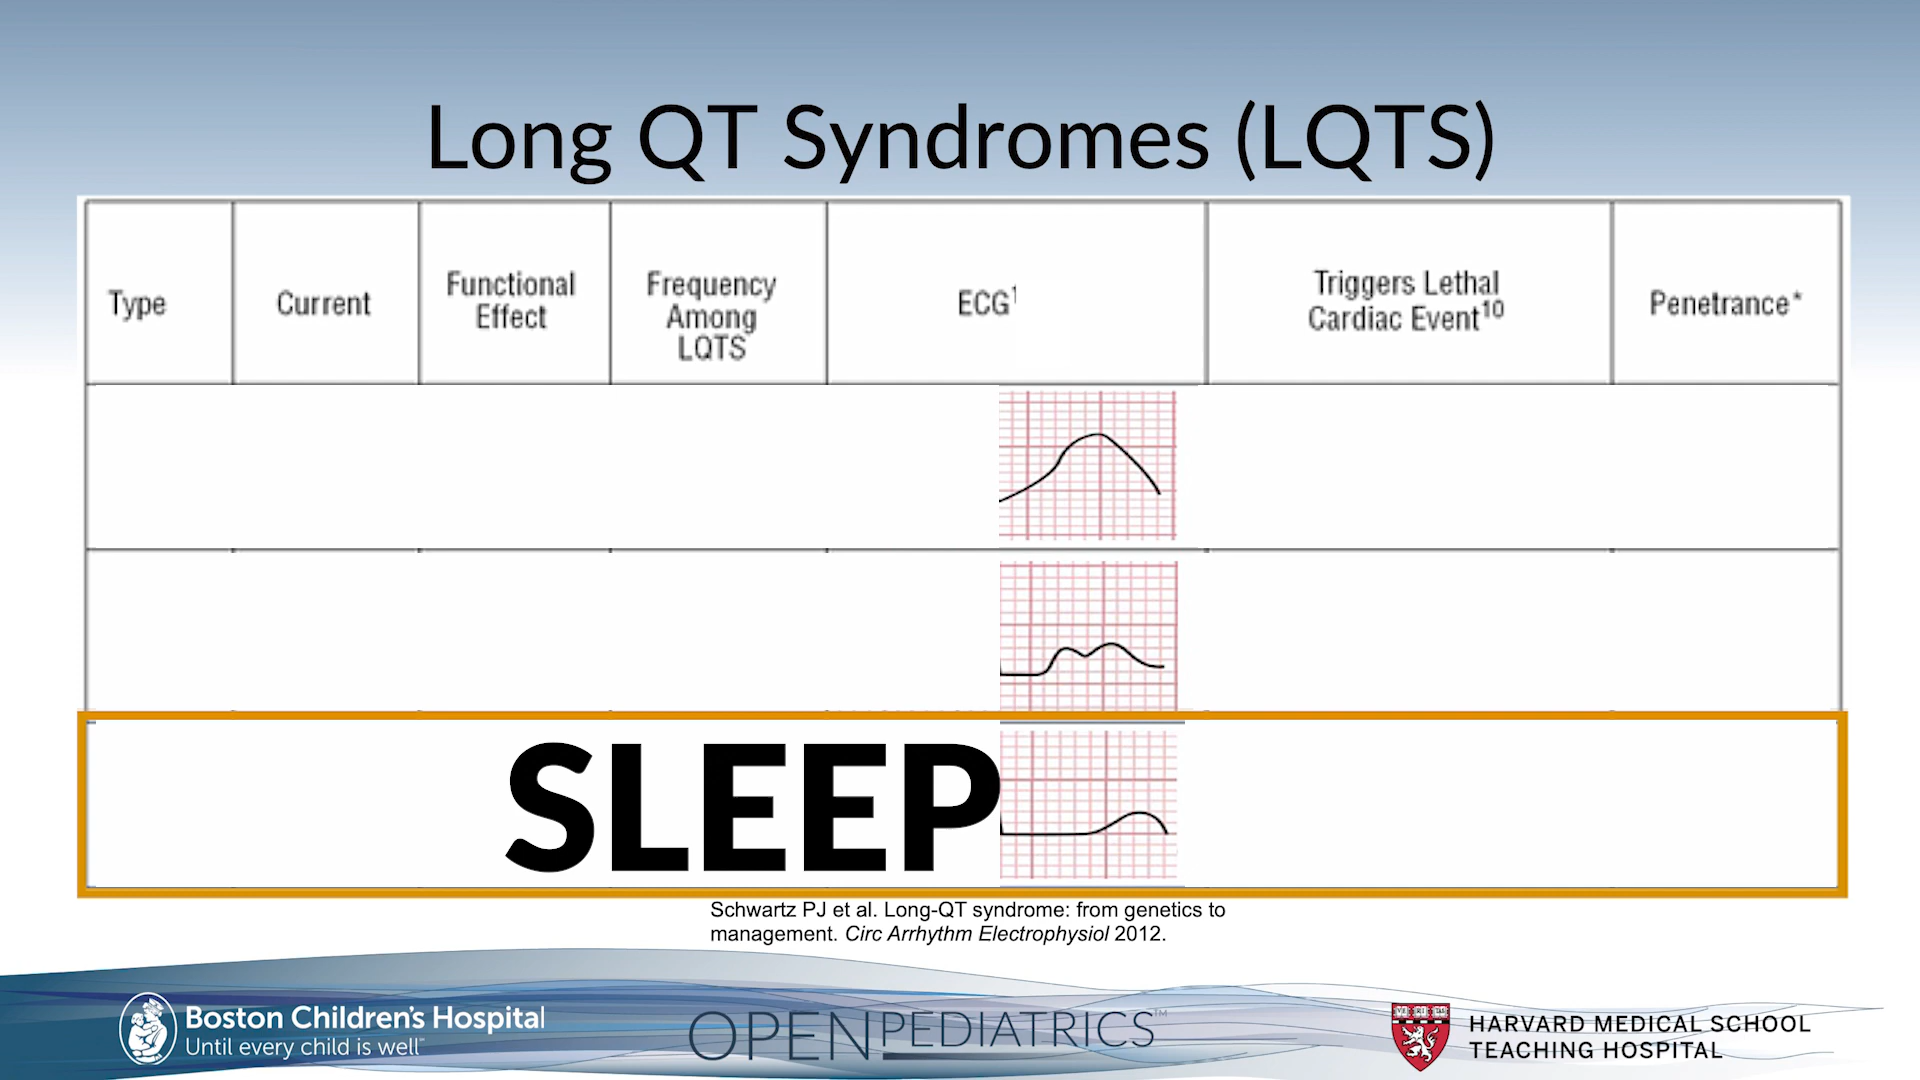 Long QT Syndromes (LQTS)
Type
Current
Functional
Effect
Frequency
Among
LQTS
ECG1
Triggers Lethal
Cardiac Event10
Penetrance*
SLEEP
Schwartz PJ et al. Long-QT syndrome: from genetics to
management. Circ Arrhythm Electrophysiol 2012.
Boston Children's Hospital
Until every child is well℠
OPENPEDIATRICS™
HARVARD MEDICAL SCHOOL
TEACHING HOSPITAL